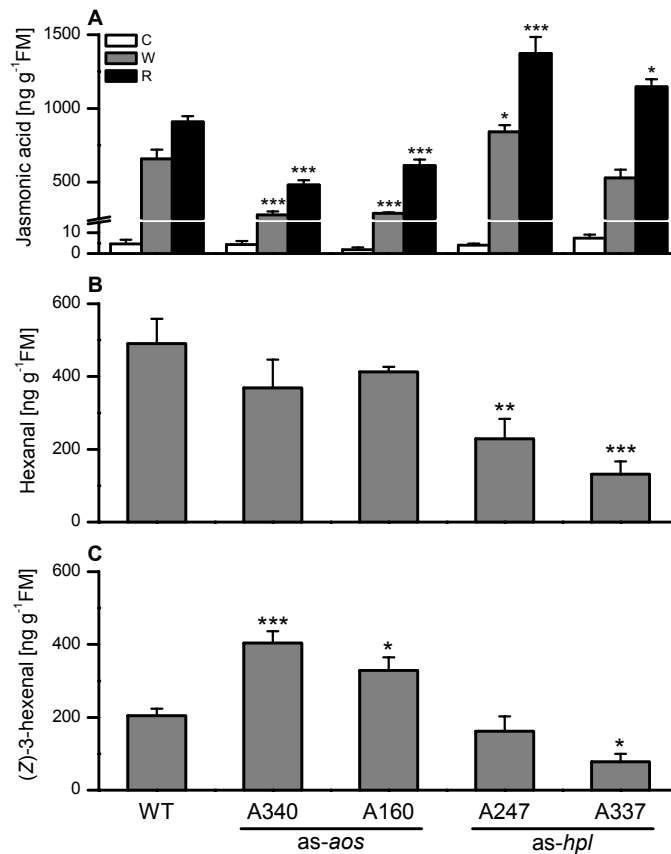 A
Jasmonic acid [ng g⁻¹FM]
1500
1000
500
10
0
C
W
R
***
***
***
***
*
***
*
B
Hexanal [ng g⁻¹FM]
600
400
200
0
**
***
C
(Z)-3-hexenal [ng g⁻¹FM]
600
400
200
0
***
*
*
WT A340 A160 A247 A337
as-aos as-hpl